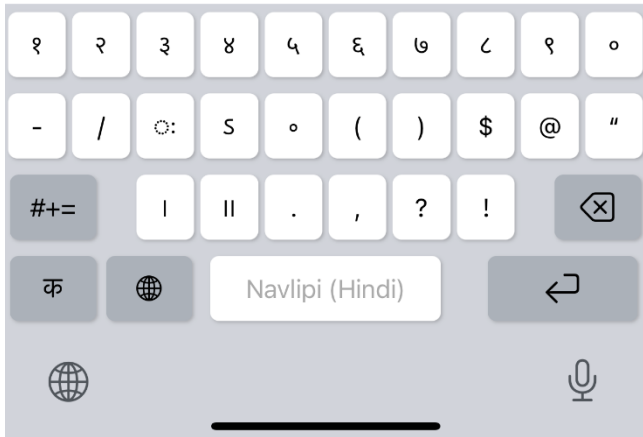 १ २ ३ ४ ५ ६ ७ ८ ९ ०
- / ः ऽ ॰ ( ) $ @ “
#+= । ॥ . , ? !
क Navlipi (Hindi)